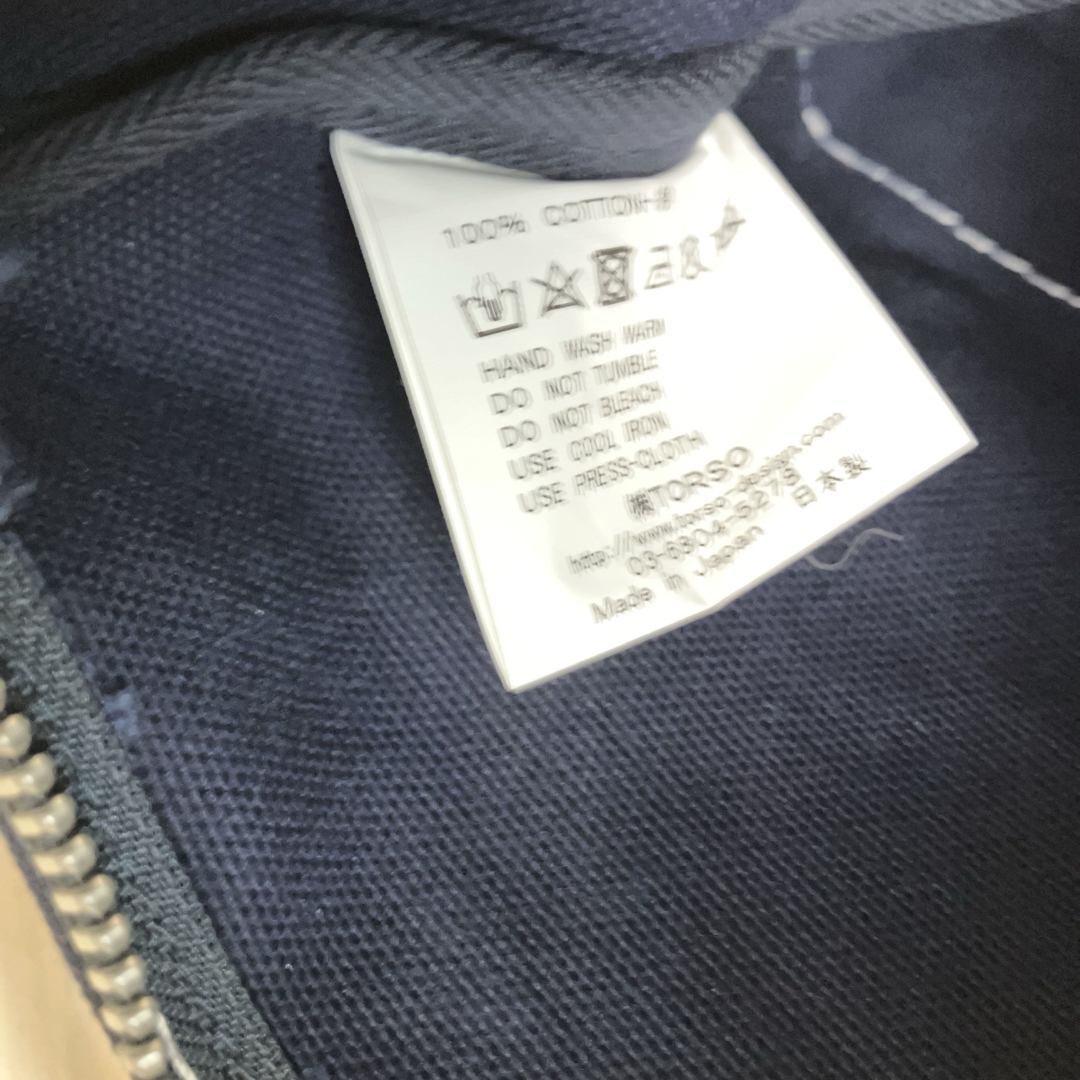 100% COTTON
HAND WASH WARM
DO NOT TUMBLE
DO NOT BLEACH
USE COOL IRON
USE PRESS-CLOTH
㈱TORSO
http://www.torso-design.com
03-6804-5279
Made in Japan 日本製